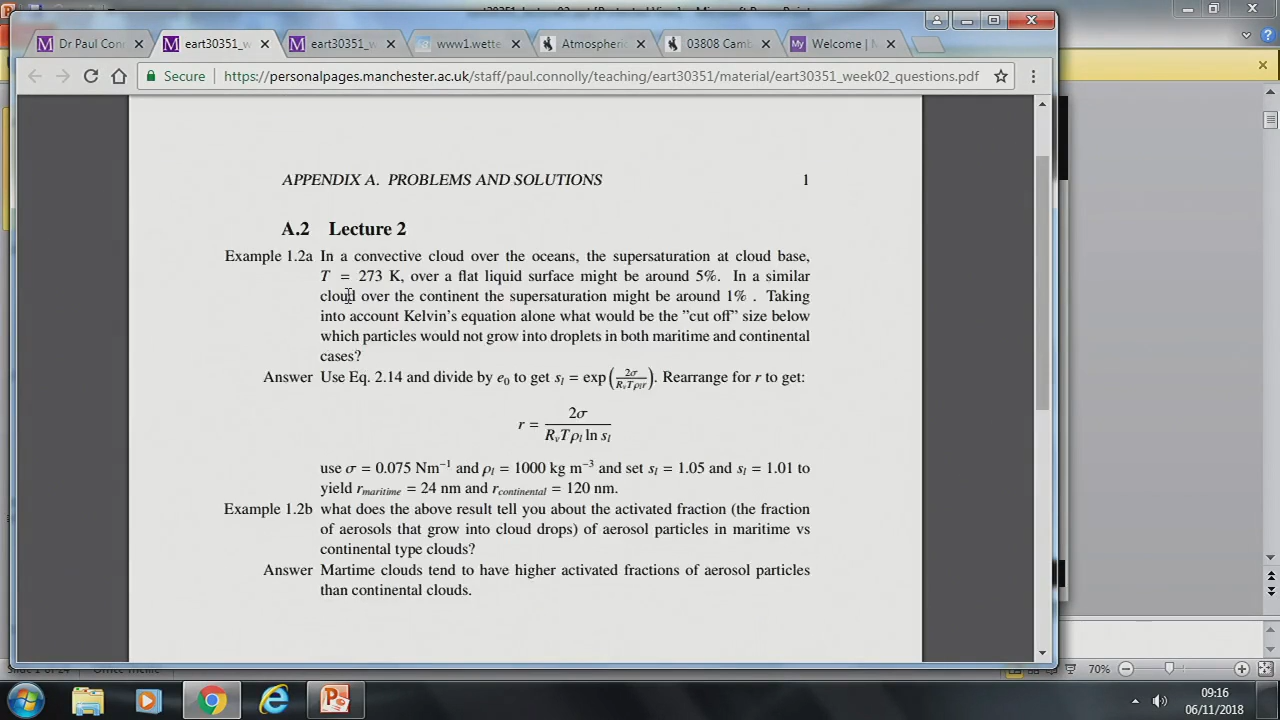 Dr Paul Conn
eart30351_w
eart30351_w
www1.wette
Atmospheric
03808 Camb
Welcome | M
Secure
https://personalpages.manchester.ac.uk/staff/paul.connolly/teaching/eart30351/material/eart30351_week02_questions.pdf
APPENDIX A. PROBLEMS AND SOLUTIONS 1
A.2 Lecture 2
Example 1.2a In a convective cloud over the oceans, the supersaturation at cloud base,
T = 273 K, over a flat liquid surface might be around 5%. In a similar
cloud over the continent the supersaturation might be around 1% . Taking
into account Kelvin's equation alone what would be the ”cut off” size below
which particles would not grow into droplets in both maritime and continental
cases?
Answer Use Eq. 2.14 and divide by e₀ to get sₗ = exp(2σ/RᵥTρₗr). Rearrange for r to get:
r = 2σ/RᵥTρₗ ln sₗ
use σ = 0.075 Nm⁻¹ and ρₗ = 1000 kg m⁻³ and set sₗ = 1.05 and sₗ = 1.01 to
yield r_maritime = 24 nm and r_continental = 120 nm.
Example 1.2b what does the above result tell you about the activated fraction (the fraction
of aerosols that grow into cloud drops) of aerosol particles in maritime vs
continental type clouds?
Answer Martime clouds tend to have higher activated fractions of aerosol particles
than continental clouds.
70%
09:16
06/11/2018